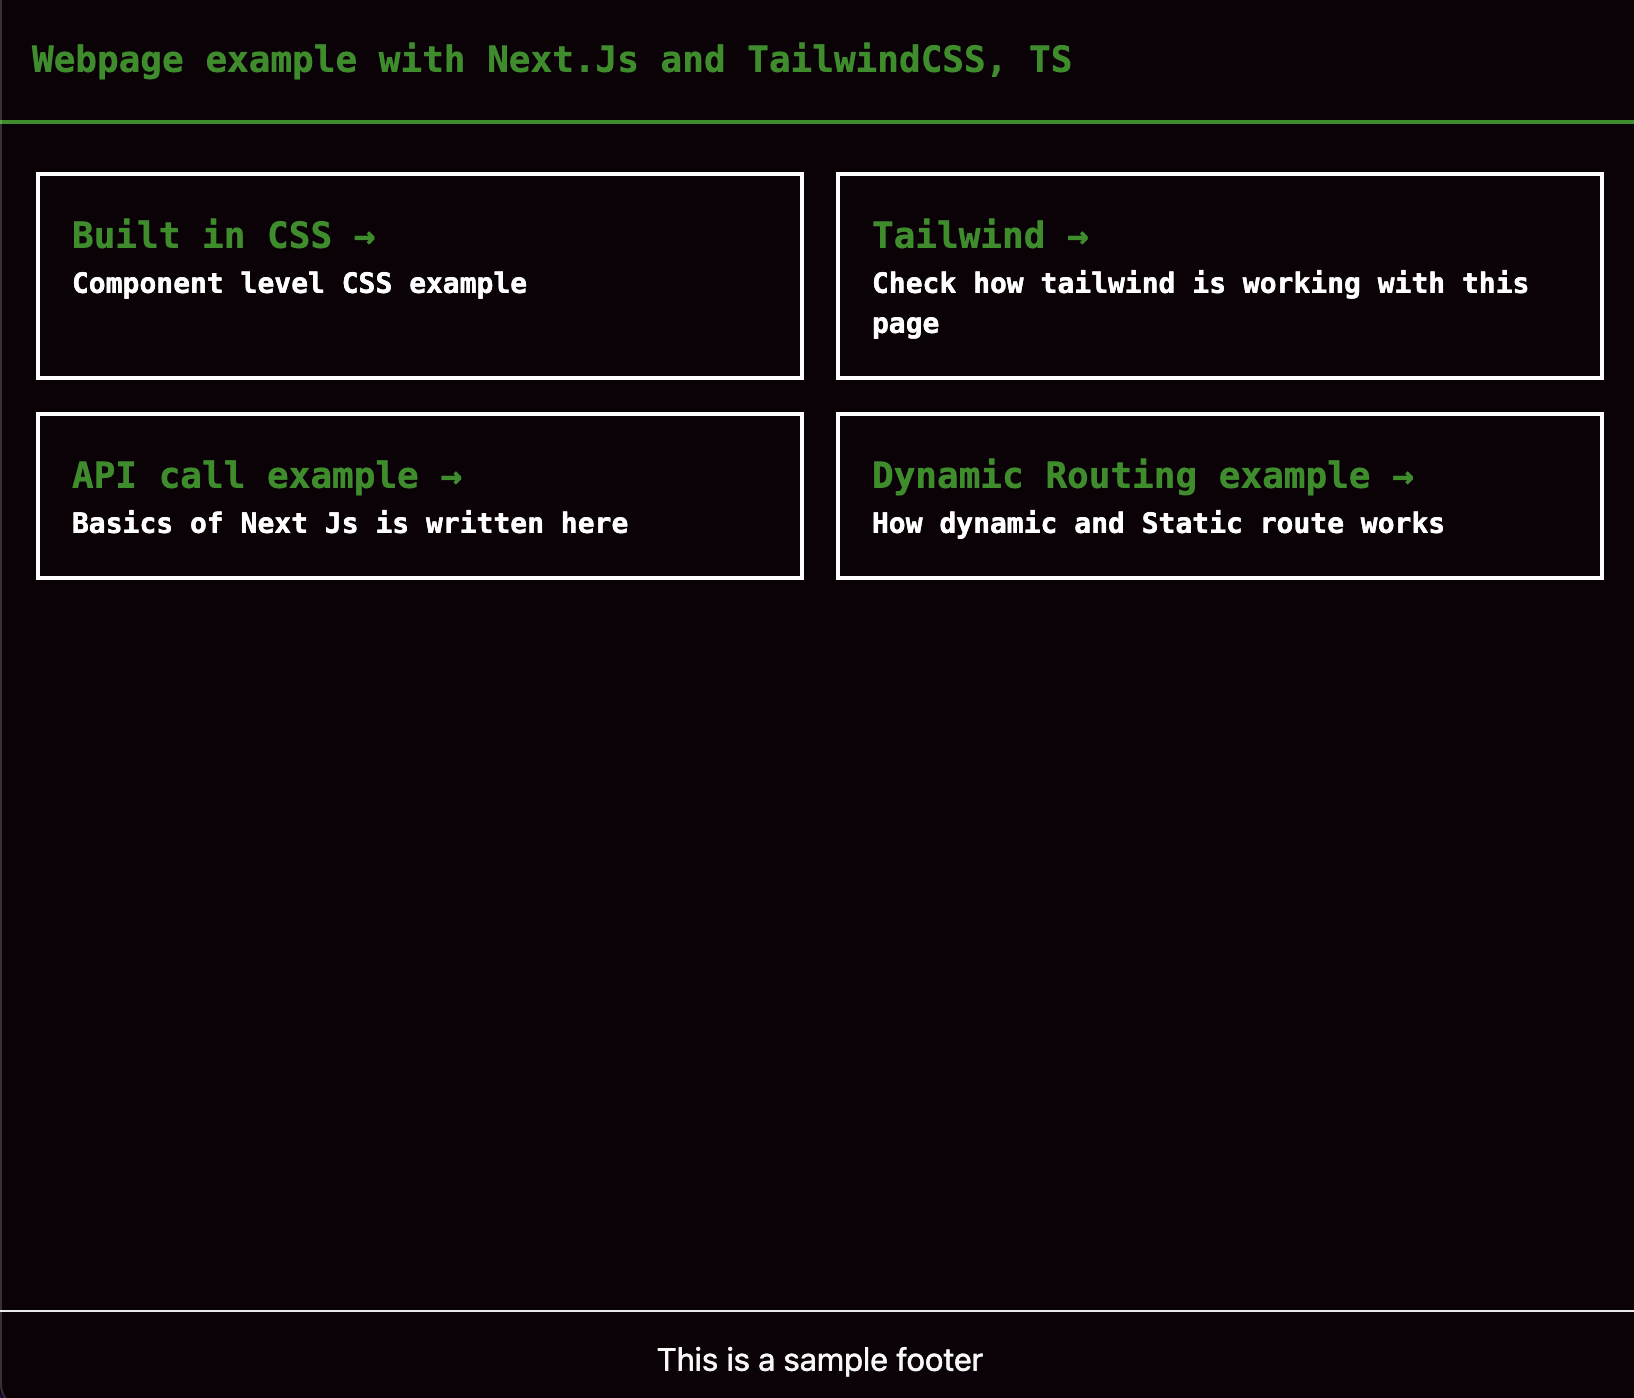 Webpage example with Next.Js and TailwindCSS, TS
Built in CSS →
Component level CSS example
Tailwind →
Check how tailwind is working with this
page
API call example →
Basics of Next Js is written here
Dynamic Routing example →
How dynamic and Static route works
This is a sample footer